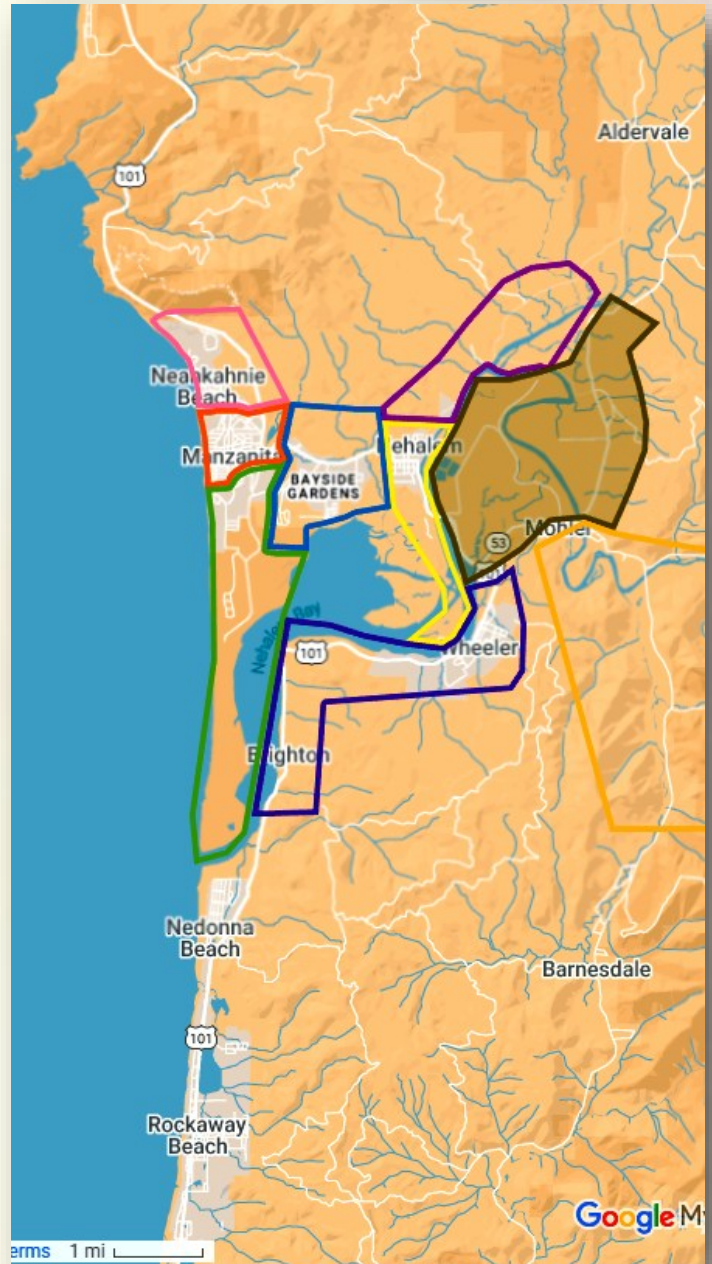 Aldervale
101
Neahkahnie
Beach
Manzanita
Nehalem
BAYSIDE
GARDENS
53
Mohler
101
Nehalem Bay
101
Wheeler
Brighton
Nedonna
Beach
Barnesdale
101
Rockaway
Beach
Google My
erms 1 mi